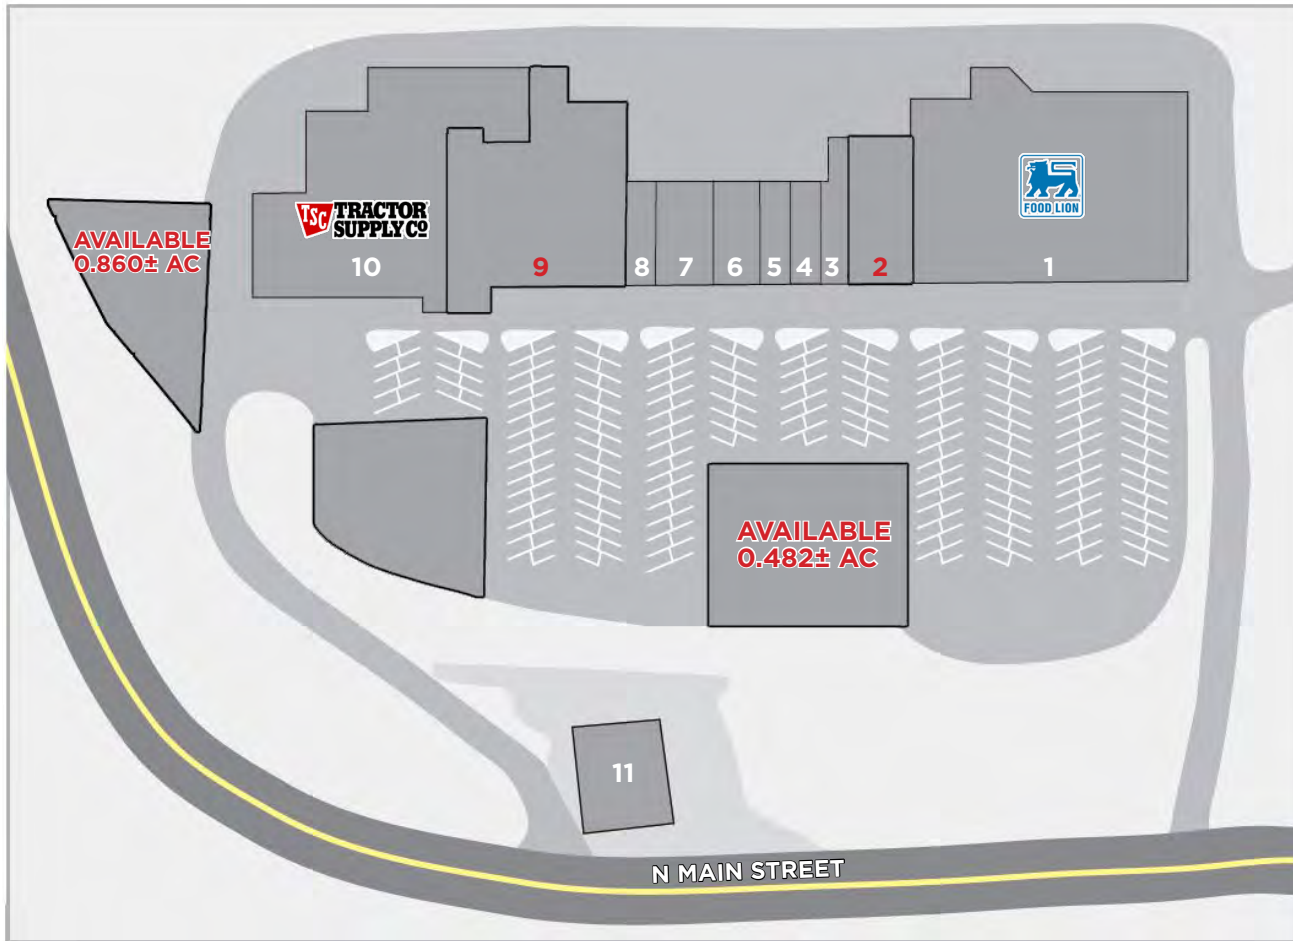 TSC TRACTOR
SUPPLY CO
FOOD LION
AVAILABLE
0.860± AC
10
9
8
7
6
5
4
3
2
1
AVAILABLE
0.482± AC
11
N MAIN STREET